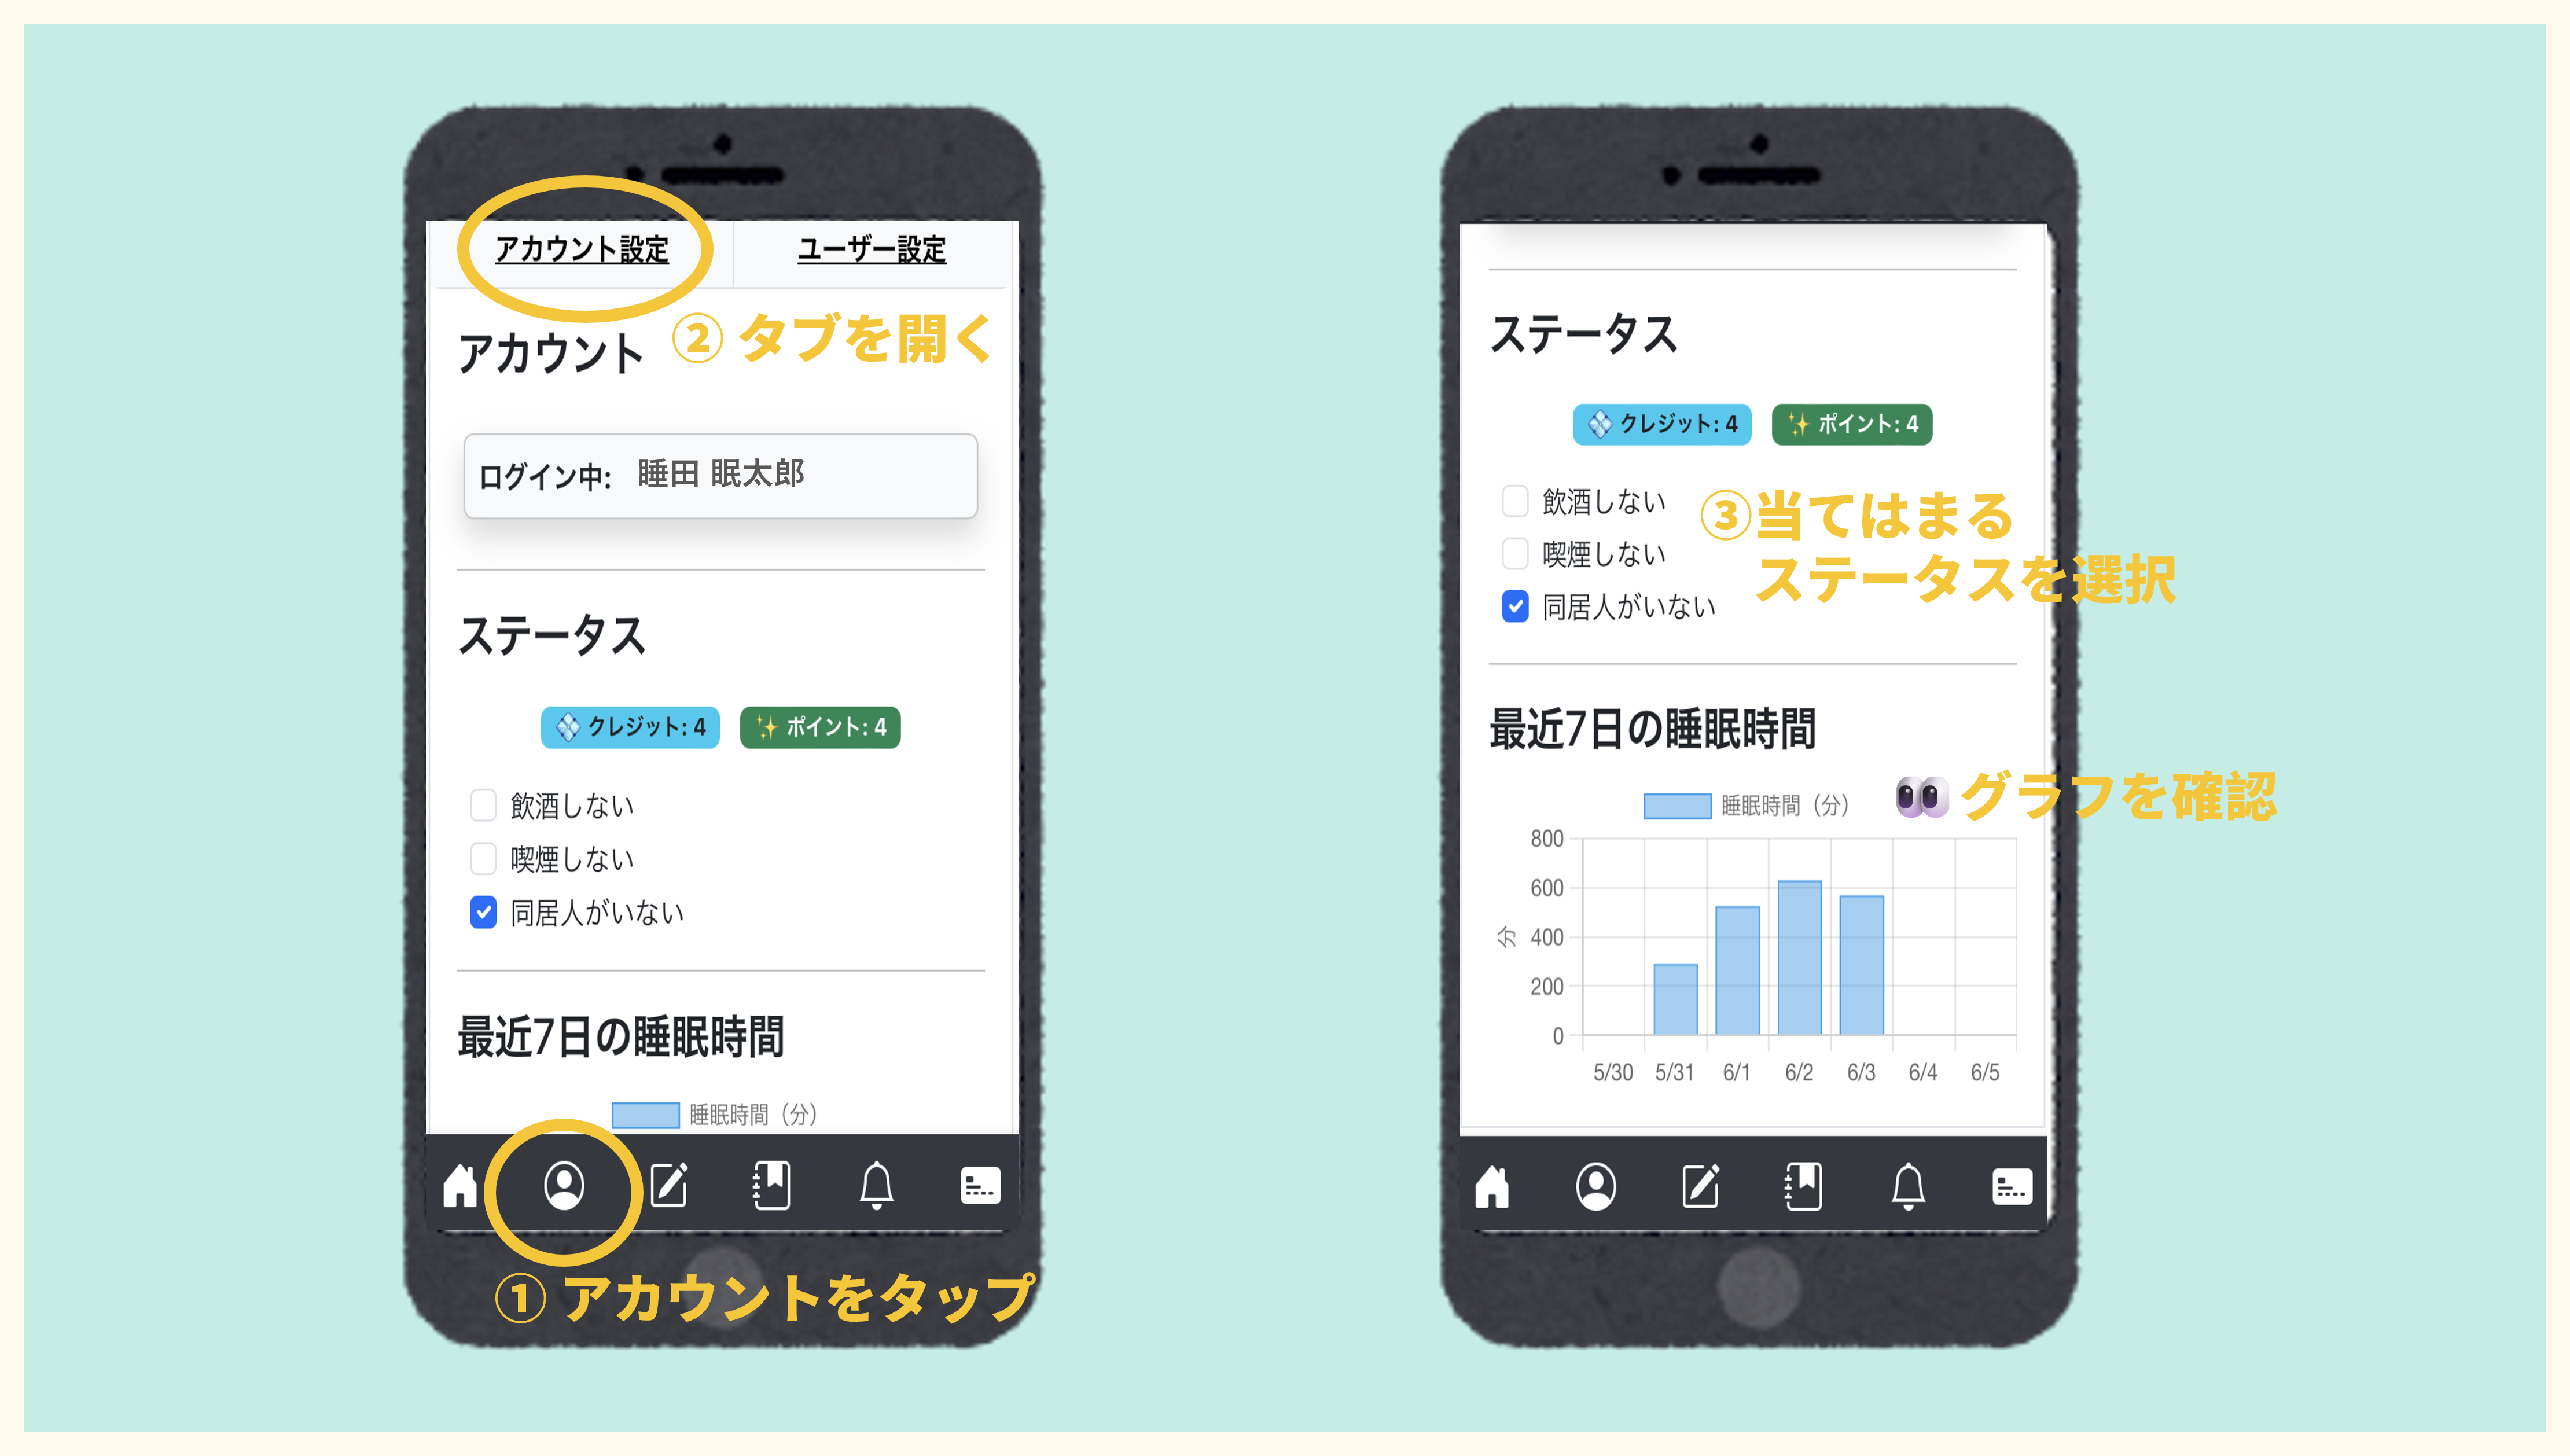 アカウント設定
ユーザー設定
アカウント
② タブを開く
ログイン中: 睡田 眠太郎
ステータス
クレジット: 4
ポイント: 4
飲酒しない
喫煙しない
同居人がいない
最近7日の睡眠時間
睡眠時間（分）
① アカウントをタップ
ステータス
クレジット: 4
ポイント: 4
飲酒しない
喫煙しない
同居人がいない
③当てはまる
ステータスを選択
最近7日の睡眠時間
グラフを確認
睡眠時間（分）
分
800
600
400
200
0
5/30 5/31 6/1 6/2 6/3 6/4 6/5